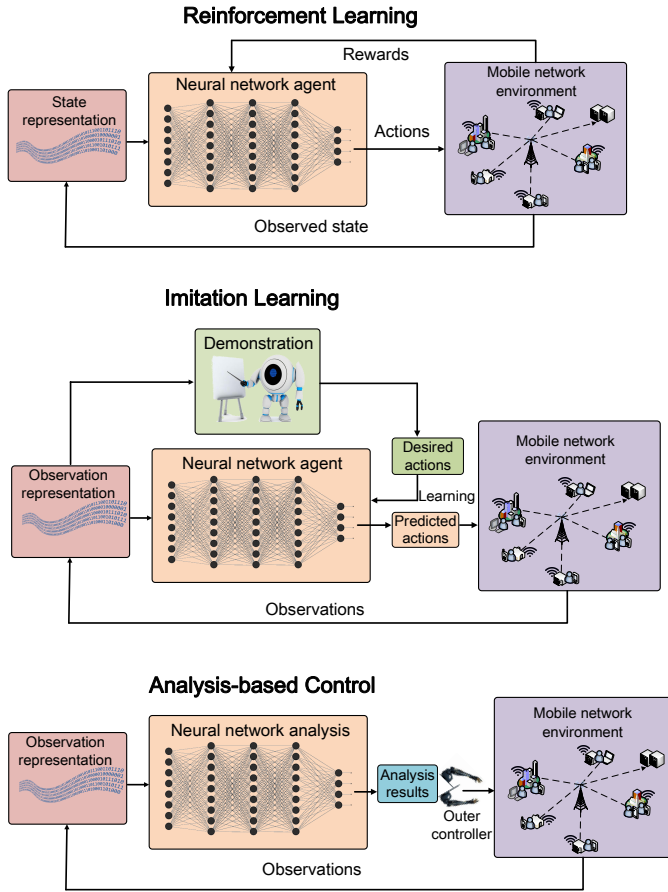 Reinforcement Learning
Rewards
State
representation
Neural network agent
Actions
Mobile network
environment
Observed state
Imitation Learning
Demonstration
Desired
actions
Learning
Observation
representation
Neural network agent
Predicted
actions
Mobile network
environment
Observations
Analysis-based Control
Observation
representation
Neural network analysis
Analysis
results
Outer
controller
Mobile network
environment
Observations